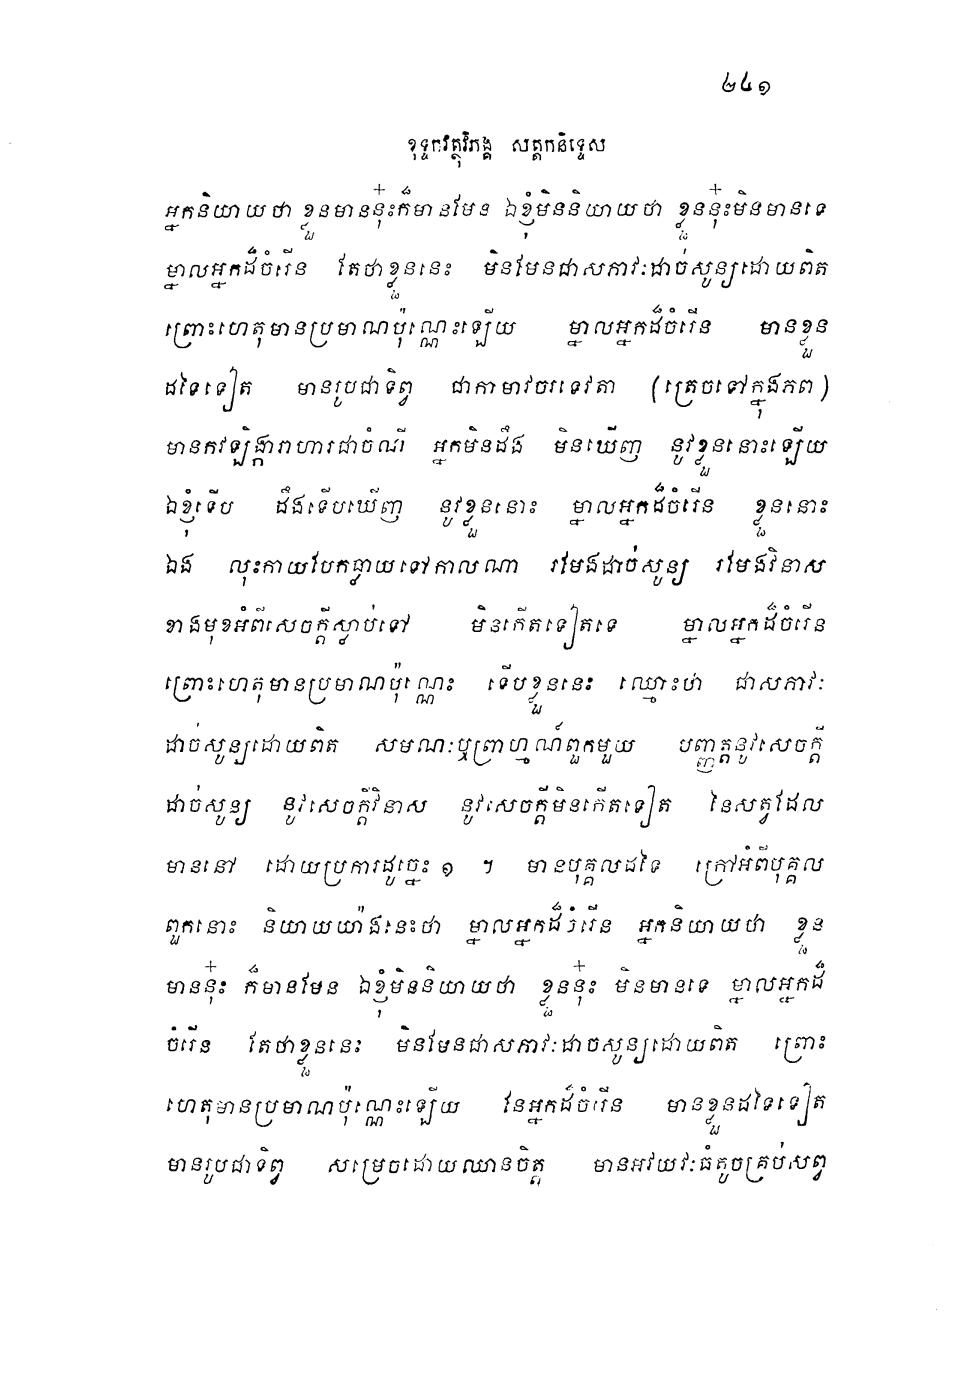 ២៤១
ខុទ្ទកវត្ថុវិភង្គ សត្តកនិទ្ទេស
អ្នកនិយាយថា ខ្លួនមាននុ៎ះក៏មានមែន ឯខ្ញុំមិននិយាយថា ខ្លួននុ៎ះមិនមានទេ
ម្នាលអ្នកដ៏ចំរើន តែថាខ្លួននេះ មិនមែនជាសភាវៈដាច់សូន្យដោយពិត
ព្រោះហេតុមានប្រមាណប៉ុណ្ណេះឡើយ ម្នាលអ្នកដ៏ចំរើន មានខ្លួន
ដទៃទៀត មានរូបជាទិព្វ ជាកាមាវចរទេវតា (ត្រេចទៅក្នុងភព)
មានកវឡិង្ការាហារជាចំណី អ្នកមិនដឹង មិនឃើញ នូវខ្លួននោះឡើយ
ឯខ្ញុំទើប ដឹងទើបឃើញ នូវខ្លួននោះ ម្នាលអ្នកដ៏ចំរើន ខ្លួននោះ
ឯង លុះកាយបែកធ្លាយទៅកាលណា រមែងដាច់សូន្យ រមែងវិនាស
ខាងមុខអំពីសេចក្តីស្លាប់ទៅ មិនកើតទៀតទេ ម្នាលអ្នកដ៏ចំរើន
ព្រោះហេតុមានប្រមាណប៉ុណ្ណេះ ទើបខ្លួននេះ ឈ្មោះថា ជាសភាវៈ
ដាច់សូន្យដោយពិត សមណៈឬព្រាហ្មណ៍ពួកមួយ បញ្ញត្តនូវសេចក្តី
ដាច់សូន្យ នូវសេចក្តីវិនាស នូវសេចក្តីមិនកើតទៀត នៃសត្វដែល
មាននៅ ដោយប្រការដូច្នេះ ១ ។ មានបុគ្គលដទៃ ក្រៅអំពីបុគ្គល
ពួកនោះ និយាយយ៉ាងនេះថា ម្នាលអ្នកដ៏ចំរើន អ្នកនិយាយថា ខ្លួន
មាននុ៎ះ ក៏មានមែន ឯខ្ញុំមិននិយាយថា ខ្លួននុ៎ះ មិនមានទេ ម្នាលអ្នកដ៏
ចំរើន តែថាខ្លួននេះ មិនមែនជាសភាវៈដាចសូន្យដោយពិត ព្រោះ
ហេតុមានប្រមាណប៉ុណ្ណេះឡើយ នែអ្នកដ៏ចំរើន មានខ្លួនដទៃទៀត
មានរូបជាទិព្វ សម្រេចដោយឈានចិត្ត មានអវយវៈធំតូចគ្រប់សព្វ